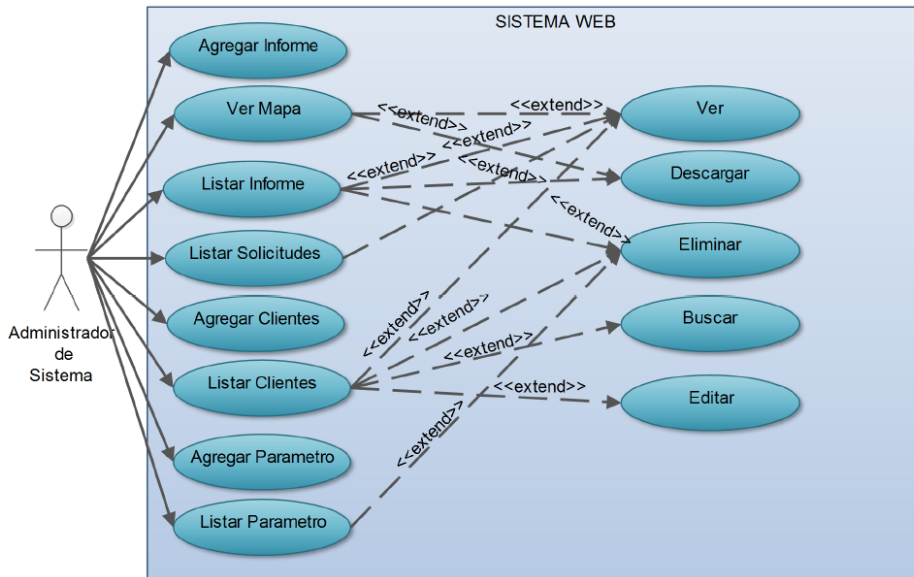 SISTEMA WEB
Agregar Informe
Ver Mapa
<<extend>>
Ver
<<extend>>
<<extend>>
<<extend>>
Listar Informe
<<extend>>
Descargar
<<extend>>
Listar Solicitudes
Eliminar
Administrador
de
Sistema
Agregar Clientes
<<extend>>
<<extend>>
<<extend>>
Buscar
Listar Clientes
<<extend>>
Editar
<<extend>>
Agregar Parametro
Listar Parametro